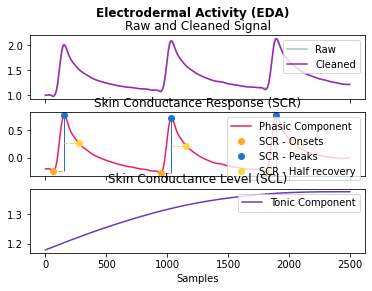 Electrodermal Activity (EDA)
Raw and Cleaned Signal
2.0
1.5
1.0
Raw
Cleaned
Skin Conductance Response (SCR)
0.5
0.0
Phasic Component
SCR - Onsets
SCR - Peaks
SCR - Half recovery
Skin Conductance Level (SCL)
1.3
1.2
Tonic Component
0 500 1000 1500 2000 2500
Samples